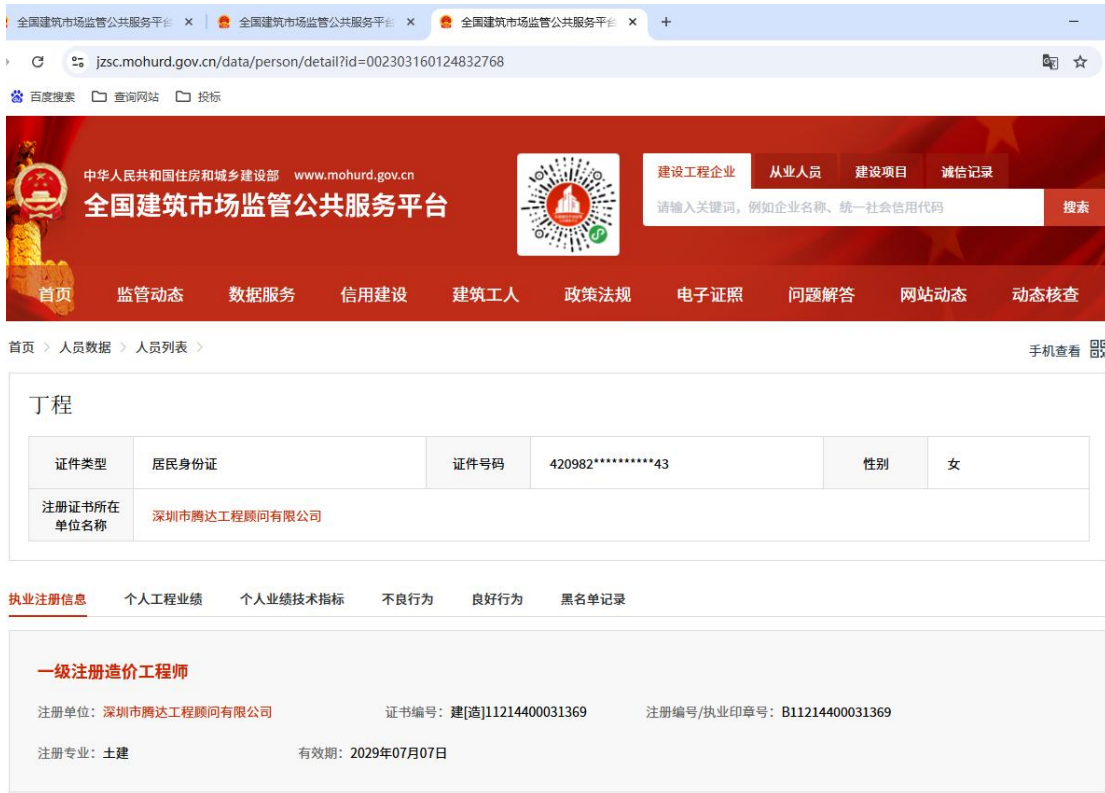 全国建筑市场监管公共服务平台 × 全国建筑市场监管公共服务平台 × 全国建筑市场监管公共服务平台 × +
jzsc.mohurd.gov.cn/data/person/detail?id=002303160124832768
百度搜索 查询网站 投标
中华人民共和国住房和城乡建设部 www.mohurd.gov.cn
全国建筑市场监管公共服务平台
建设工程企业 从业人员 建设项目 诚信记录
请输入关键词，例如企业名称、统一社会信用代码 搜索
首页 监管动态 数据服务 信用建设 建筑工人 政策法规 电子证照 问题解答 网站动态 动态核查
首页 > 人员数据 > 人员列表 >
手机查看
丁程
证件类型 居民身份证 证件号码 420982**********43 性别 女
注册证书所在
单位名称
深圳市腾达工程顾问有限公司
执业注册信息 个人工程业绩 个人业绩技术指标 不良行为 良好行为 黑名单记录
一级注册造价工程师
注册单位：深圳市腾达工程顾问有限公司 证书编号：建[造]11214400031369 注册编号/执业印章号：B11214400031369
注册专业：土建 有效期：2029年07月07日